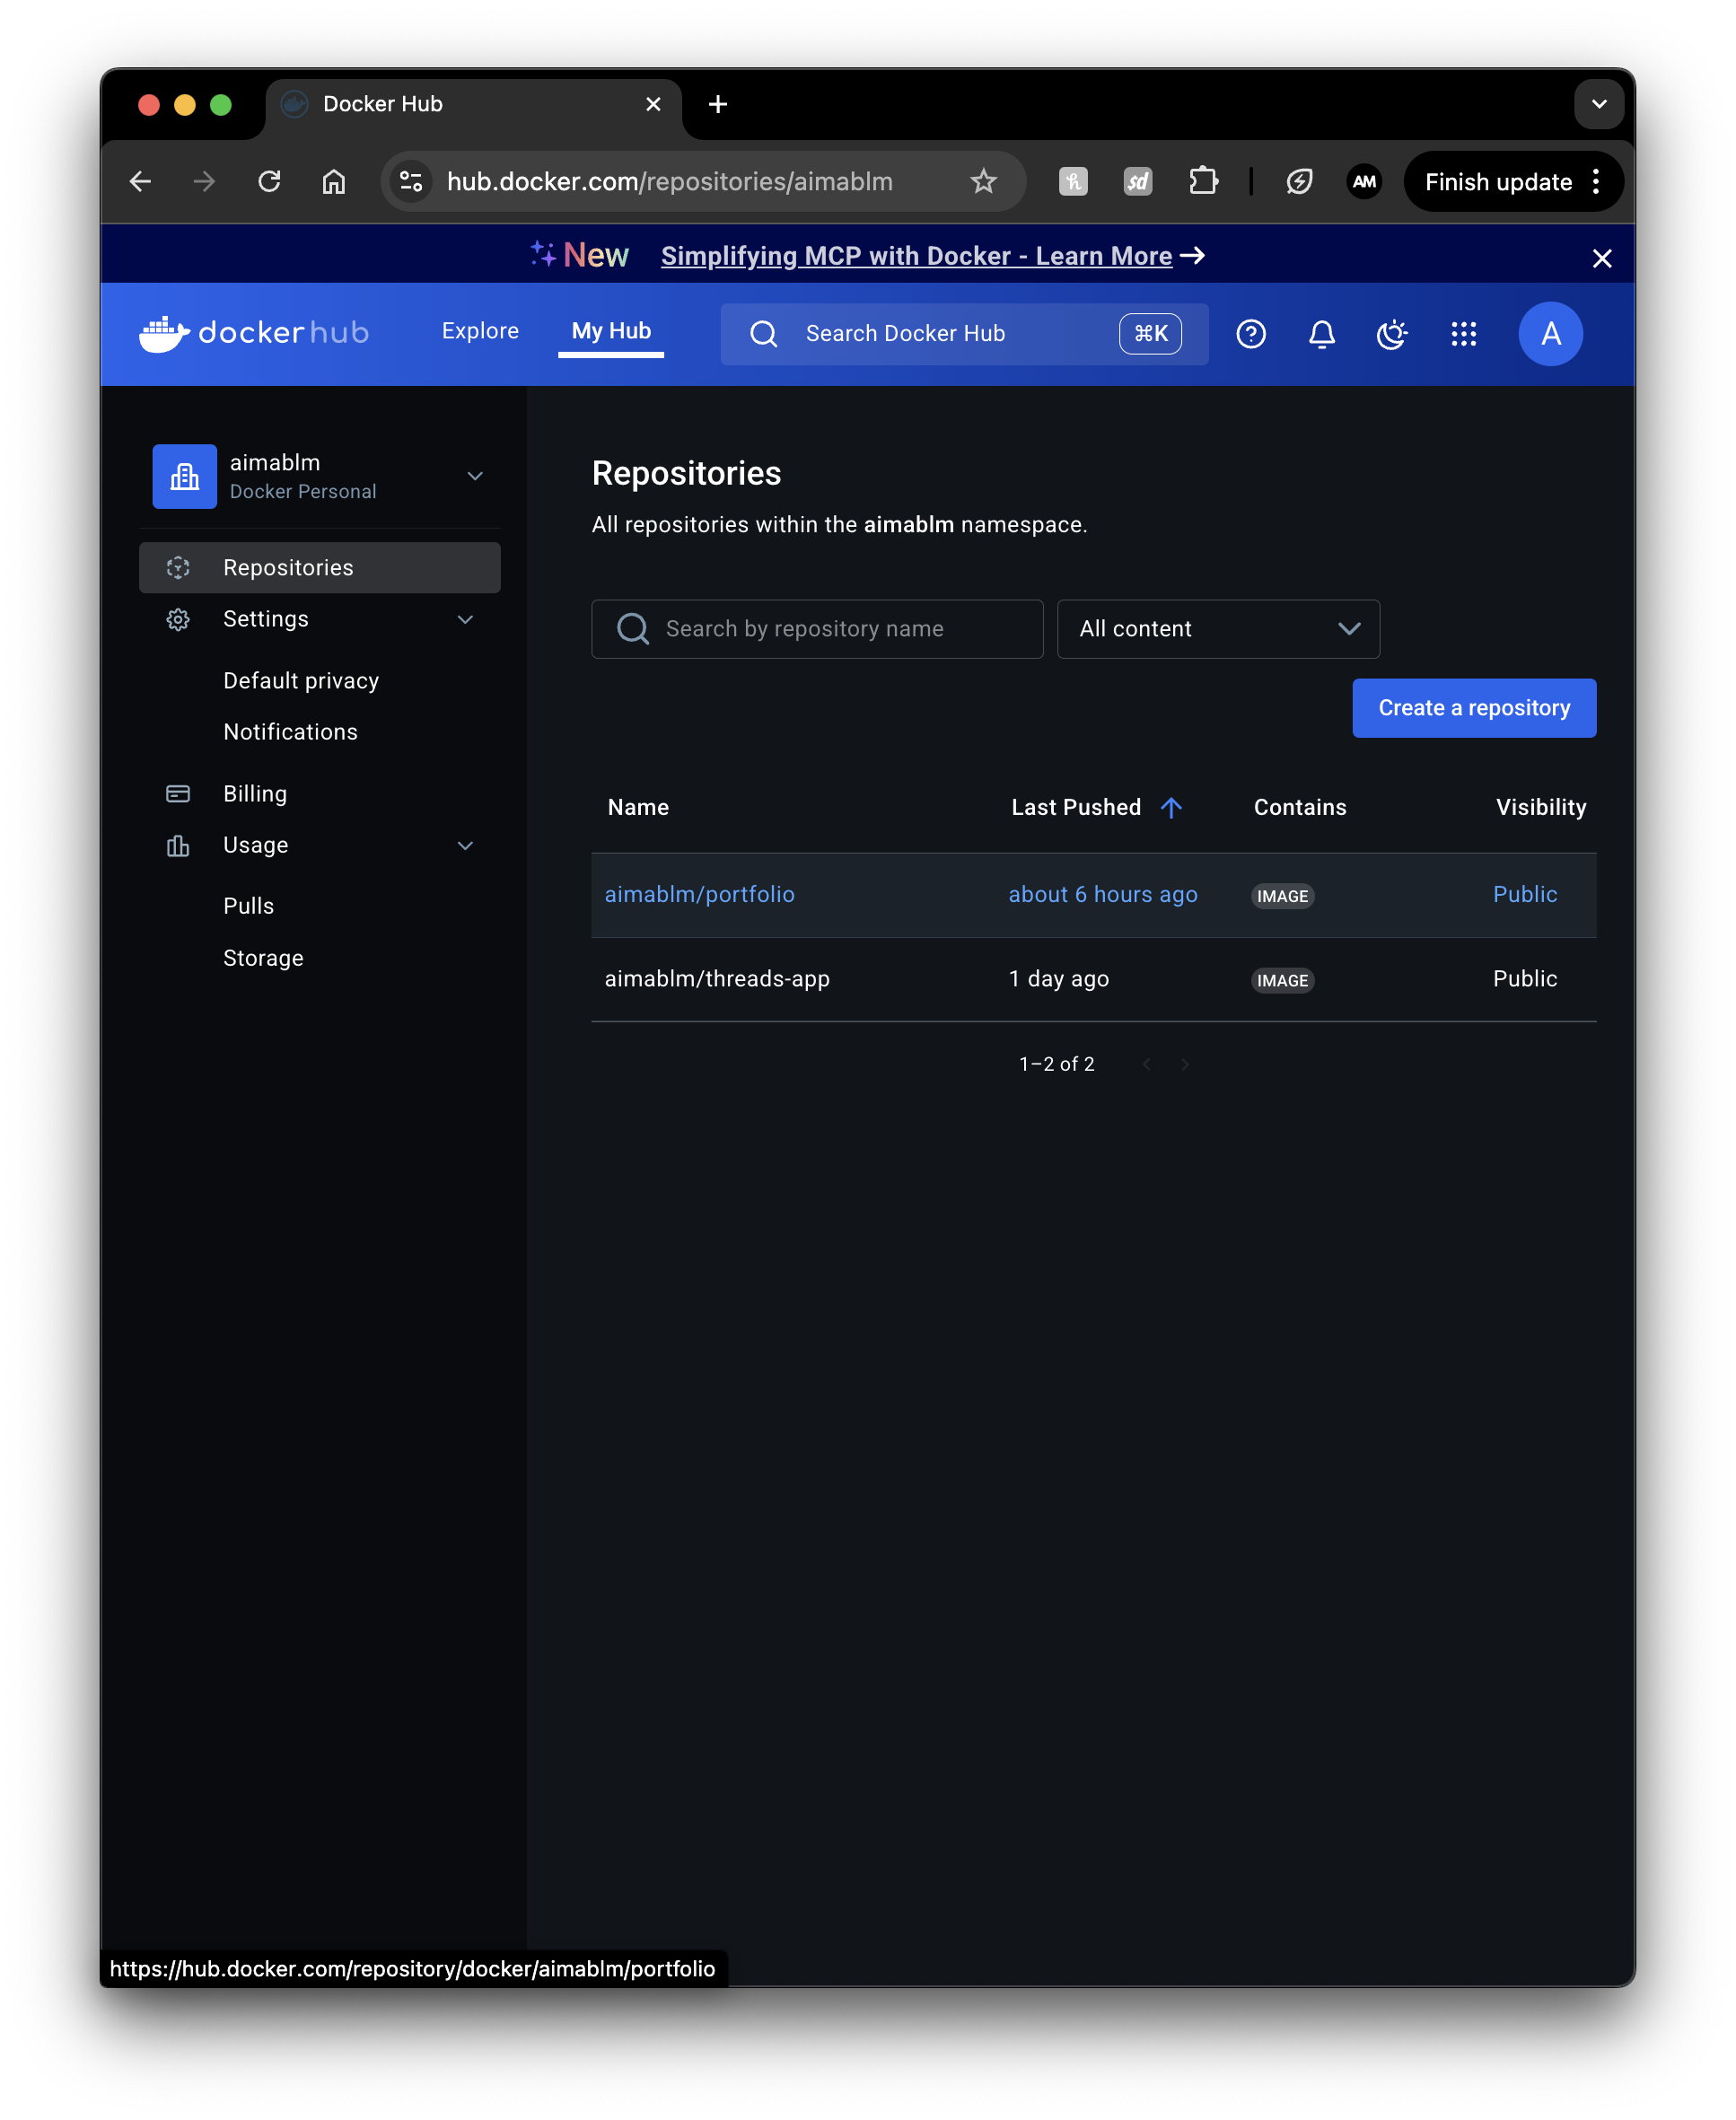 Docker Hub
hub.docker.com/repositories/aimablm
AM
Finish update
New Simplifying MCP with Docker - Learn More →
dockerhub
Explore
My Hub
Search Docker Hub
⌘K
A
aimablm
Docker Personal
Repositories
Settings
Default privacy
Notifications
Billing
Usage
Pulls
Storage
Repositories
All repositories within the aimablm namespace.
Search by repository name
All content
Create a repository
Name Last Pushed Contains Visibility
aimablm/portfolio about 6 hours ago IMAGE Public
aimablm/threads-app 1 day ago IMAGE Public
1–2 of 2
https://hub.docker.com/repository/docker/aimablm/portfolio